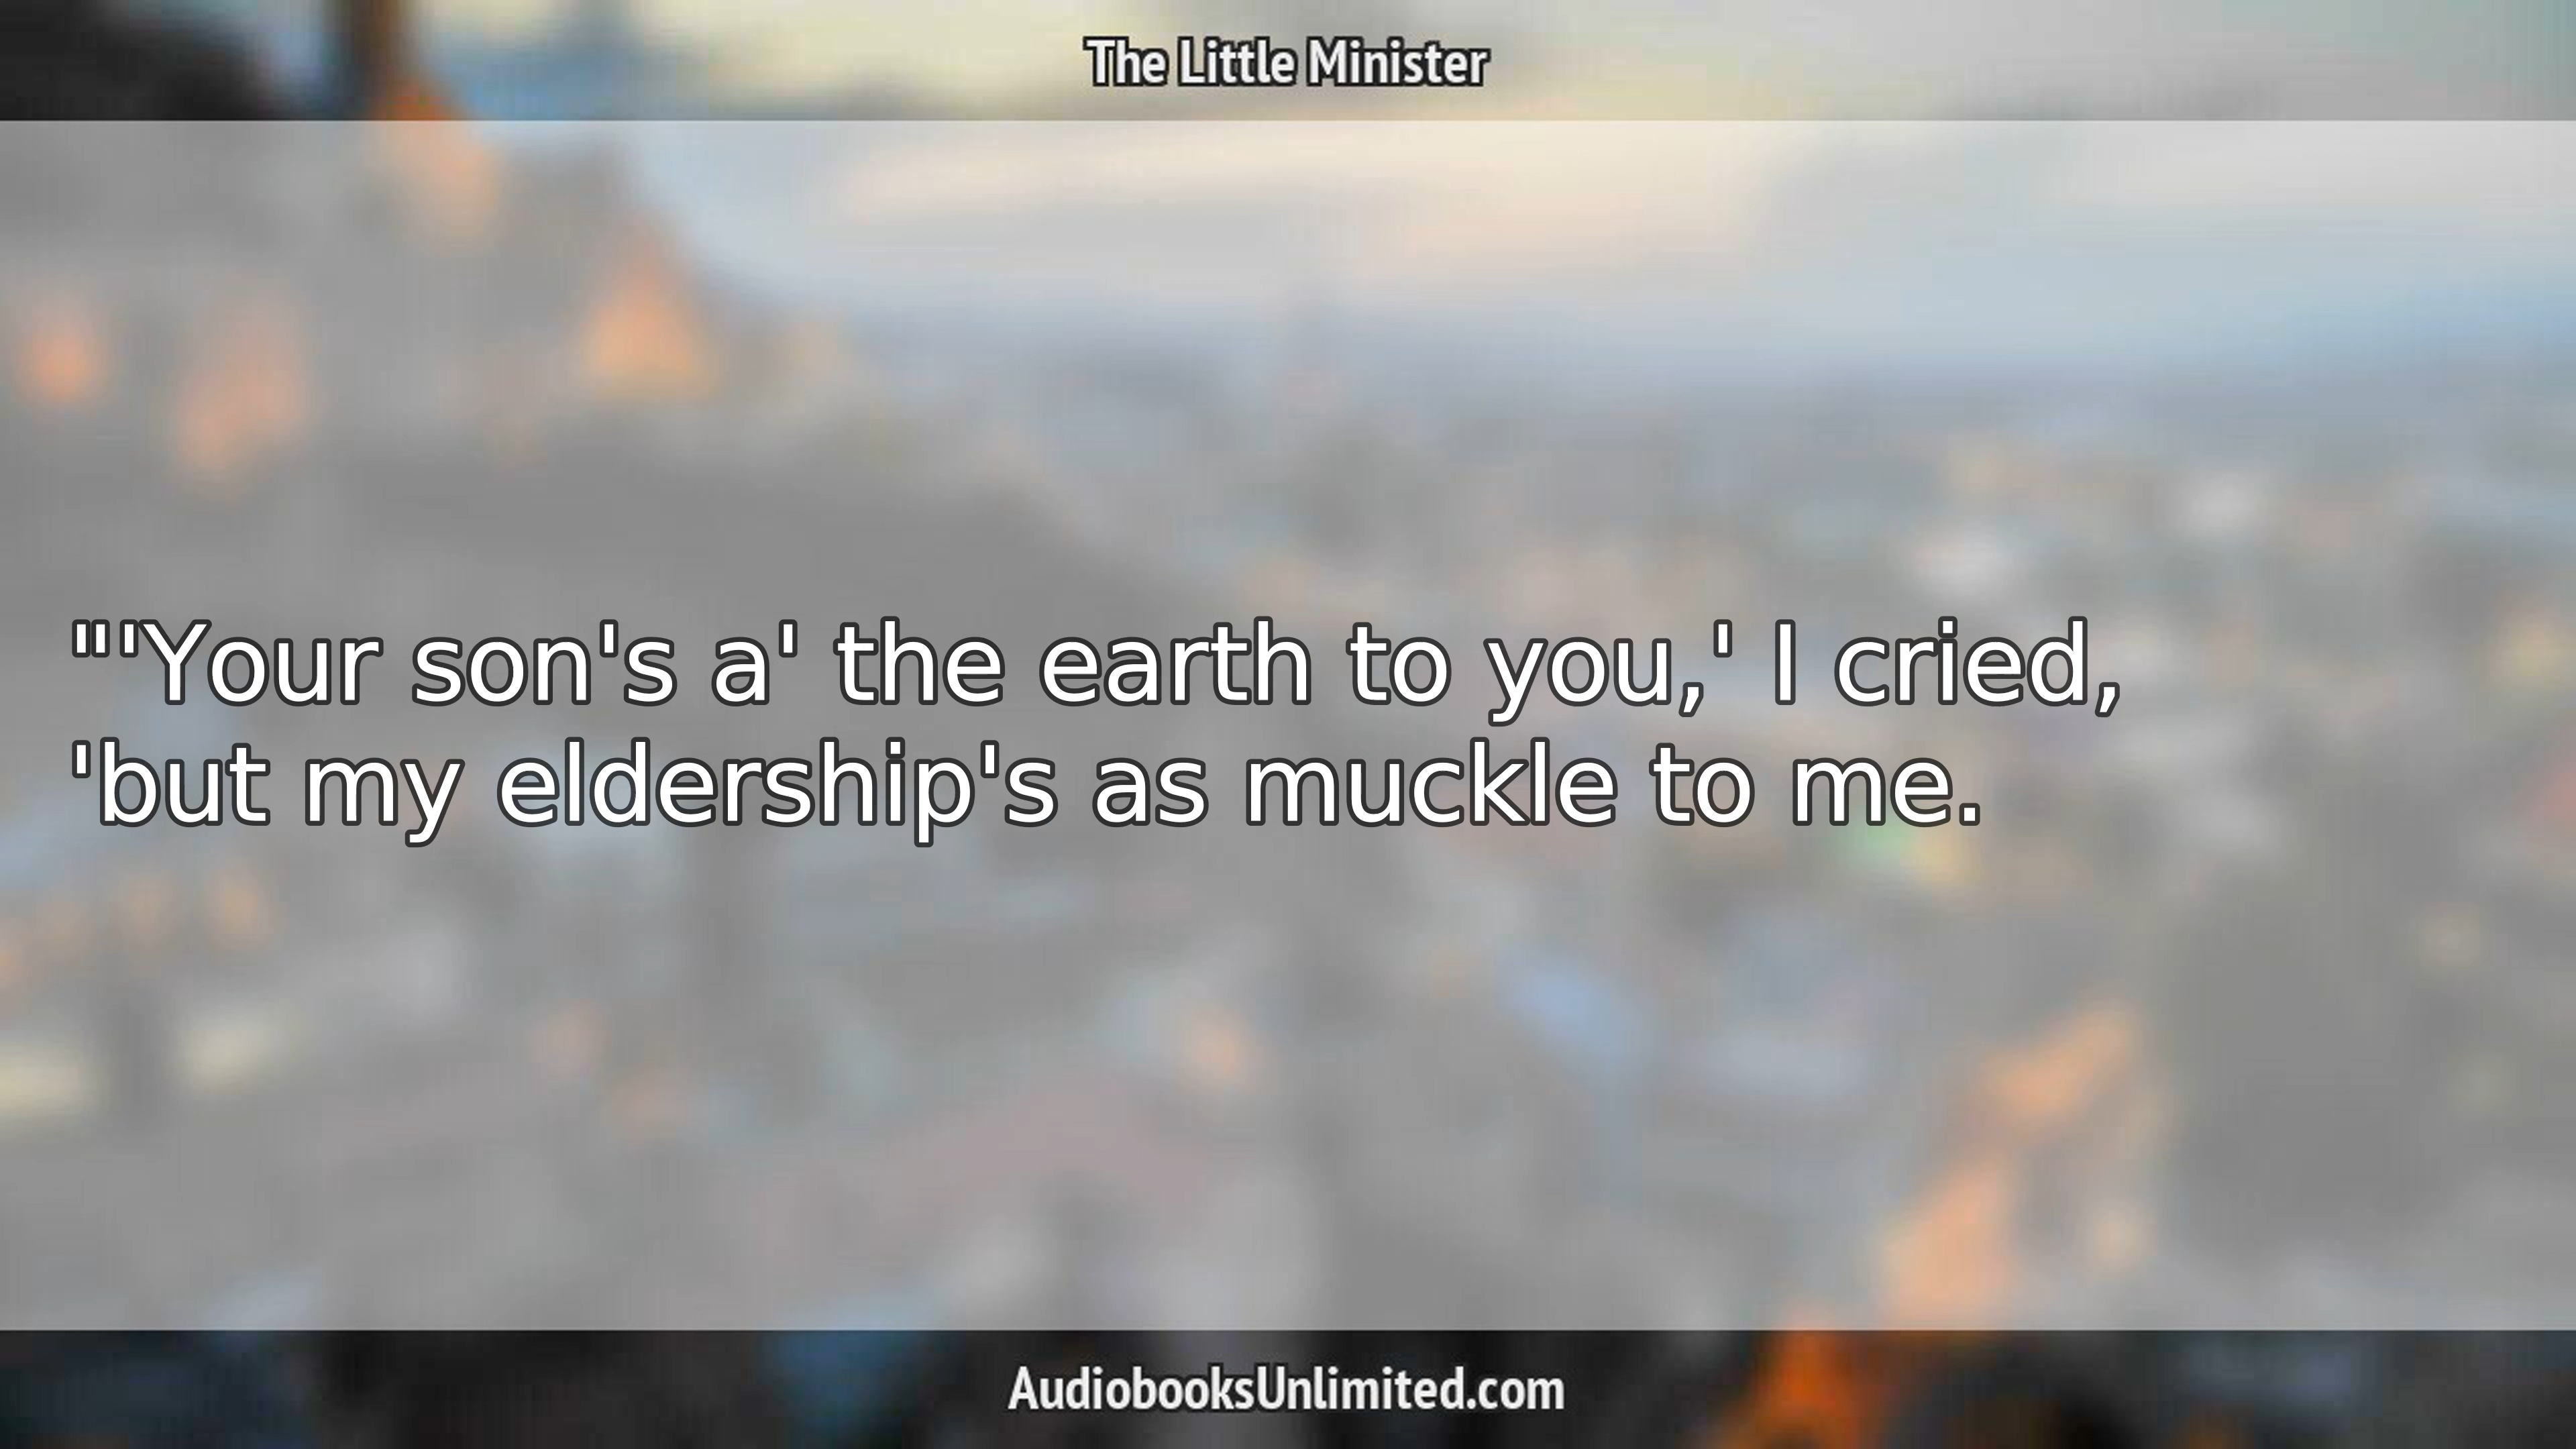 The Little Minister
"'Your son's a' the earth to you,' I cried,
'but my eldership's as muckle to me.
AudiobooksUnlimited.com